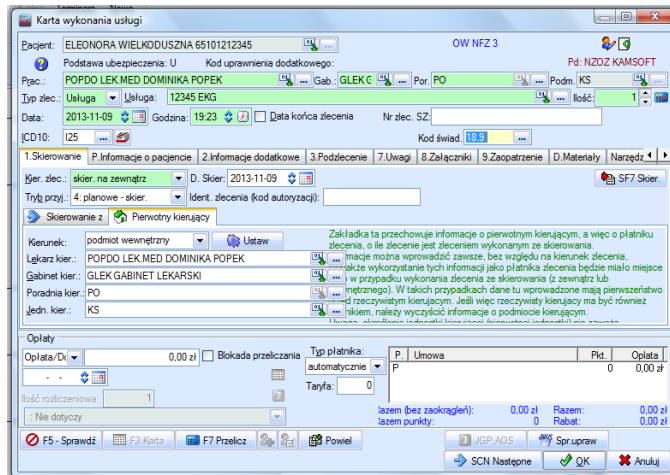 Karta wykonania usługi
Pacjent: ELEONORA WIELKODUSZNA 65101212345 ... OW NFZ 3
Podstawa ubezpieczenia: U Kod uprawnienia dodatkowego: Pd: NZOZ KAMSOFT
Prac.: POPDO LEK.MED DOMINIKA POPEK ... Gab.: GLEK G ... Por. PO ... Podm. KS ...
Typ zlec.: Usługa Usługa: 12345 EKG ... Ilość: 1
Data: 2013-11-09 Godzina: 19:23 Data końca zlecenia Nr zlec. SZ:
ICD10: I25 ... Kod świad. 18.9. ...
1.Skierowanie P.Informacje o pacjencie 2.Informacje dodatkowe 3.Podzlecenie 7.Uwagi 8.Załączniki 9.Zaopatrzenie D.Materiały Narzędz
Kier. zlec.: skier. na zewnątrz D. Skier: 2013-11-09 SF7 Skier.
Tryb przyj.: 4: planowe - skier. Ident. zlecenia (kod autoryzacji):
Skierowanie z Pierwotny kierujący
Kierunek: podmiot wewnętrzny Ustaw
Lekarz kier.: POPDO LEK.MED DOMINIKA POPEK ...
Gabinet kier.: GLEK GABINET LEKARSKI ...
Poradnia kier.: PO ...
Jedn. kier.: KS ...
Zakładka ta przechowuje informacje o pierwotnym kierującym, a więc o płatniku
zlecenia, o ile zlecenie jest zleceniem wykonanym ze skierowania.
macje można wprowadzić zawsze, bez względu na kierunek zlecenia,
akże wykorzystanie tych informacji jako płatnika zlecenia będzie miało miejsce
o w przypadku wykonania zlecenia ze skierowania (z zewnątrz lub
nętrznego). W takich przypadkach dane tu wprowadzone mają pierwszeństwo
d rzeczywistym kierującym. Jeśli więc rzeczywisty kierujący ma być również
nikiem, należy wyczyścić informacje o podmiocie kierującym.
Opłaty
Opłata/Do 0,00 zł Blokada przeliczania
- -
Ilość rozliczeniowa: 1
: Nie dotyczy
Typ płatnika:
automatycznie
Taryfa: 0
P. Umowa Pkt. Opłata
P 0 0,00 zł
Razem (bez zaokrągleń): 0,00 zł Razem: 0,00 zł
Razem punkty: 0 Rabat: 0,00 zł
F5 - Sprawdź F3 Karta F7 Przelicz Powiel JGP AOS Spr.upraw
SCN Następne OK Anuluj